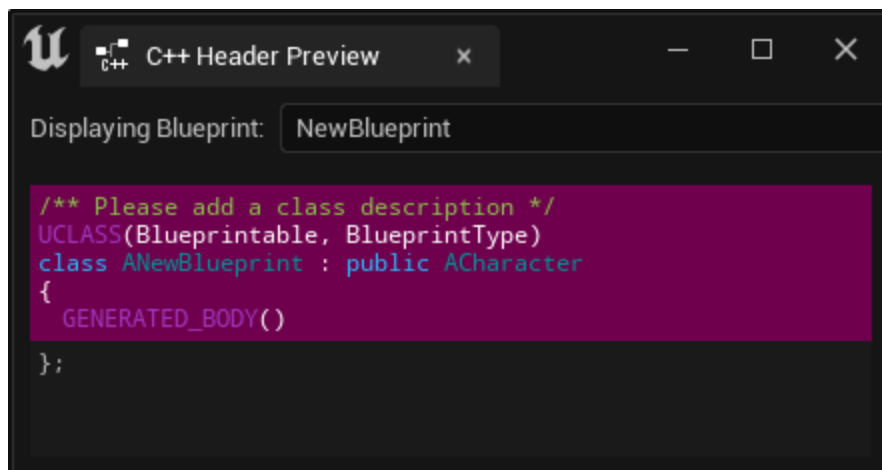 C++ C++ Header Preview
Displaying Blueprint: NewBlueprint
/** Please add a class description */
UCLASS(Blueprintable, BlueprintType)
class ANewBlueprint : public ACharacter
{
  GENERATED_BODY()
};